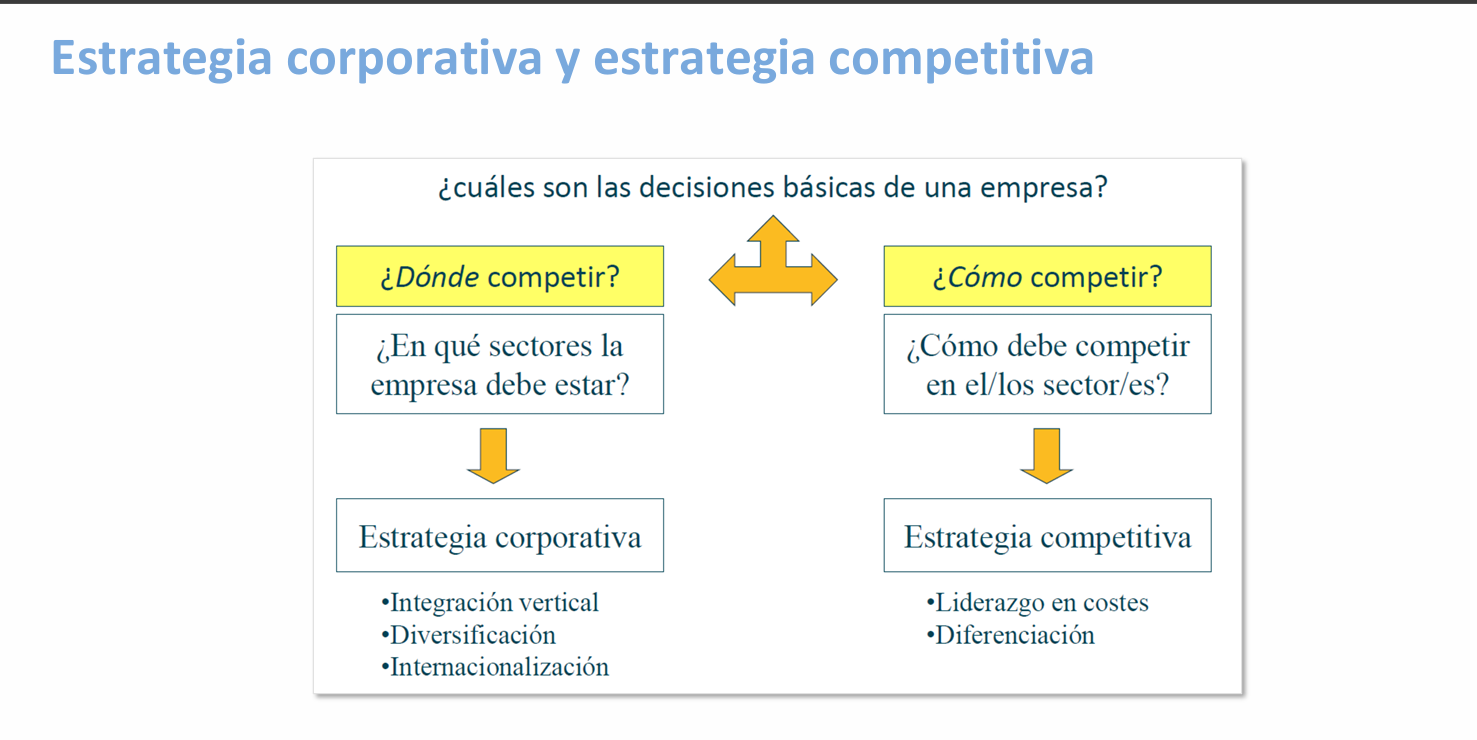 Estrategia corporativa y estrategia competitiva
¿cuáles son las decisiones básicas de una empresa?
¿Dónde competir?
¿En qué sectores la
empresa debe estar?
Estrategia corporativa
•Integración vertical
•Diversificación
•Internacionalización
¿Cómo competir?
¿Cómo debe competir
en el/los sector/es?
Estrategia competitiva
•Liderazgo en costes
•Diferenciación